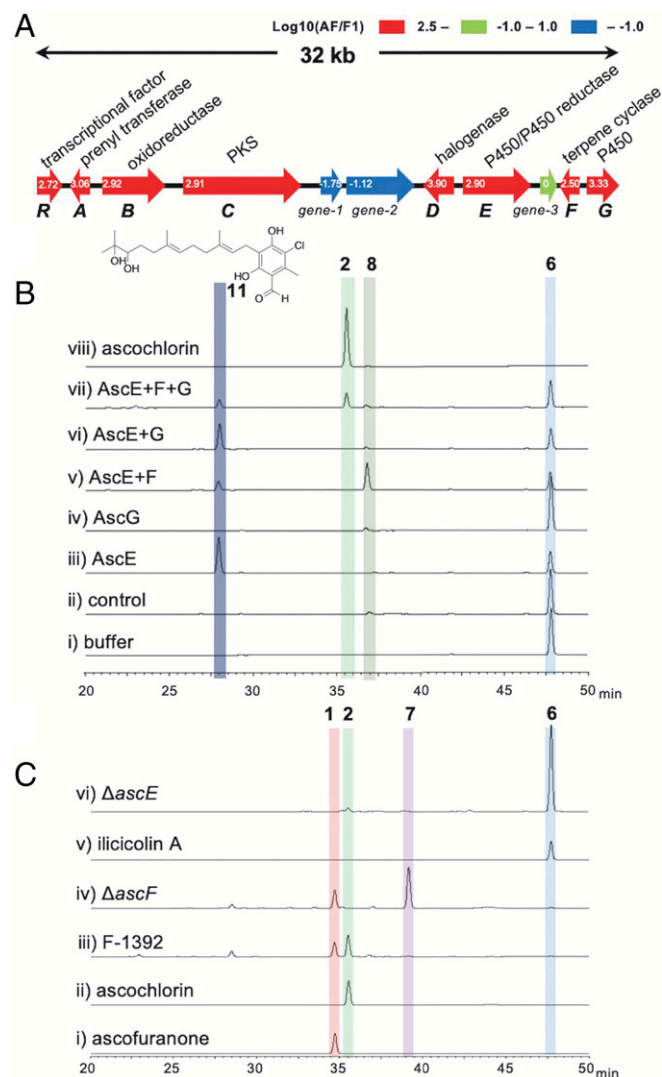 A
Log10(AF/F1) 2.5 – -1.0 – 1.0 – -1.0
32 kb
transcriptional factor prenyl transferase oxidoreductase PKS halogenase P450/P450 reductase terpene cyclase P450
2.72 3.06 2.92 2.91 -1.75 -1.12 3.90 2.90 0 2.50 3.33
R A B C gene-1 gene-2 D E gene-3 F G
OH OH HO OH Cl O H
B
11 2 8 6
viii) ascochlorin
vii) AscE+F+G
vi) AscE+G
v) AscE+F
iv) AscG
iii) AscE
ii) control
i) buffer
20 25 30 35 40 45 50 min
1 2 7 6
C
vi) ΔascE
v) ilicicolin A
iv) ΔascF
iii) F-1392
ii) ascochlorin
i) ascofuranone
20 25 30 35 40 45 50 min